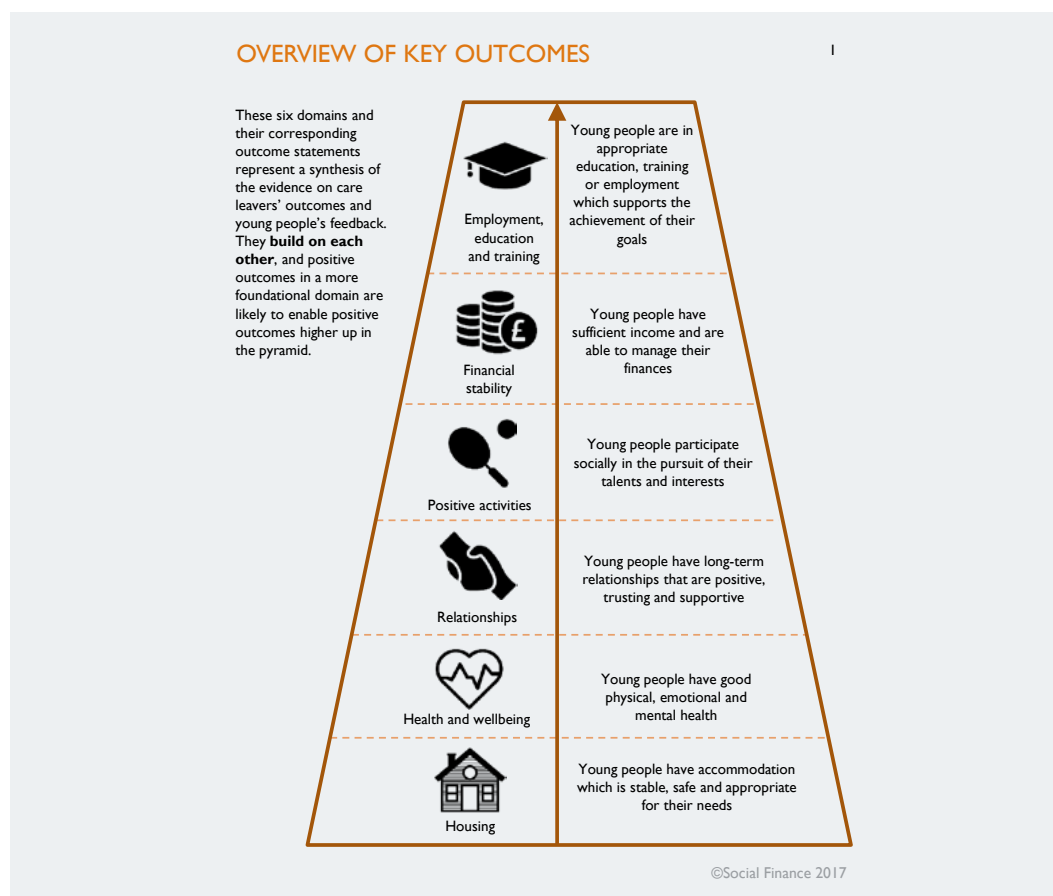 OVERVIEW OF KEY OUTCOMES
1
These six domains and
their corresponding
outcome statements
represent a synthesis of
the evidence on care
leavers' outcomes and
young people's feedback.
They build on each
other, and positive
outcomes in a more
foundational domain are
likely to enable positive
outcomes higher up in
the pyramid.
Employment,
education
and training
Young people are in
appropriate
education, training
or employment
which supports the
achievement of their
goals
£
Financial
stability
Young people have
sufficient income and are
able to manage their
finances
Positive activities
Young people participate
socially in the pursuit of their
talents and interests
Relationships
Young people have long-term
relationships that are positive,
trusting and supportive
Health and wellbeing
Young people have good
physical, emotional and
mental health
Housing
Young people have accommodation
which is stable, safe and appropriate
for their needs
©Social Finance 2017